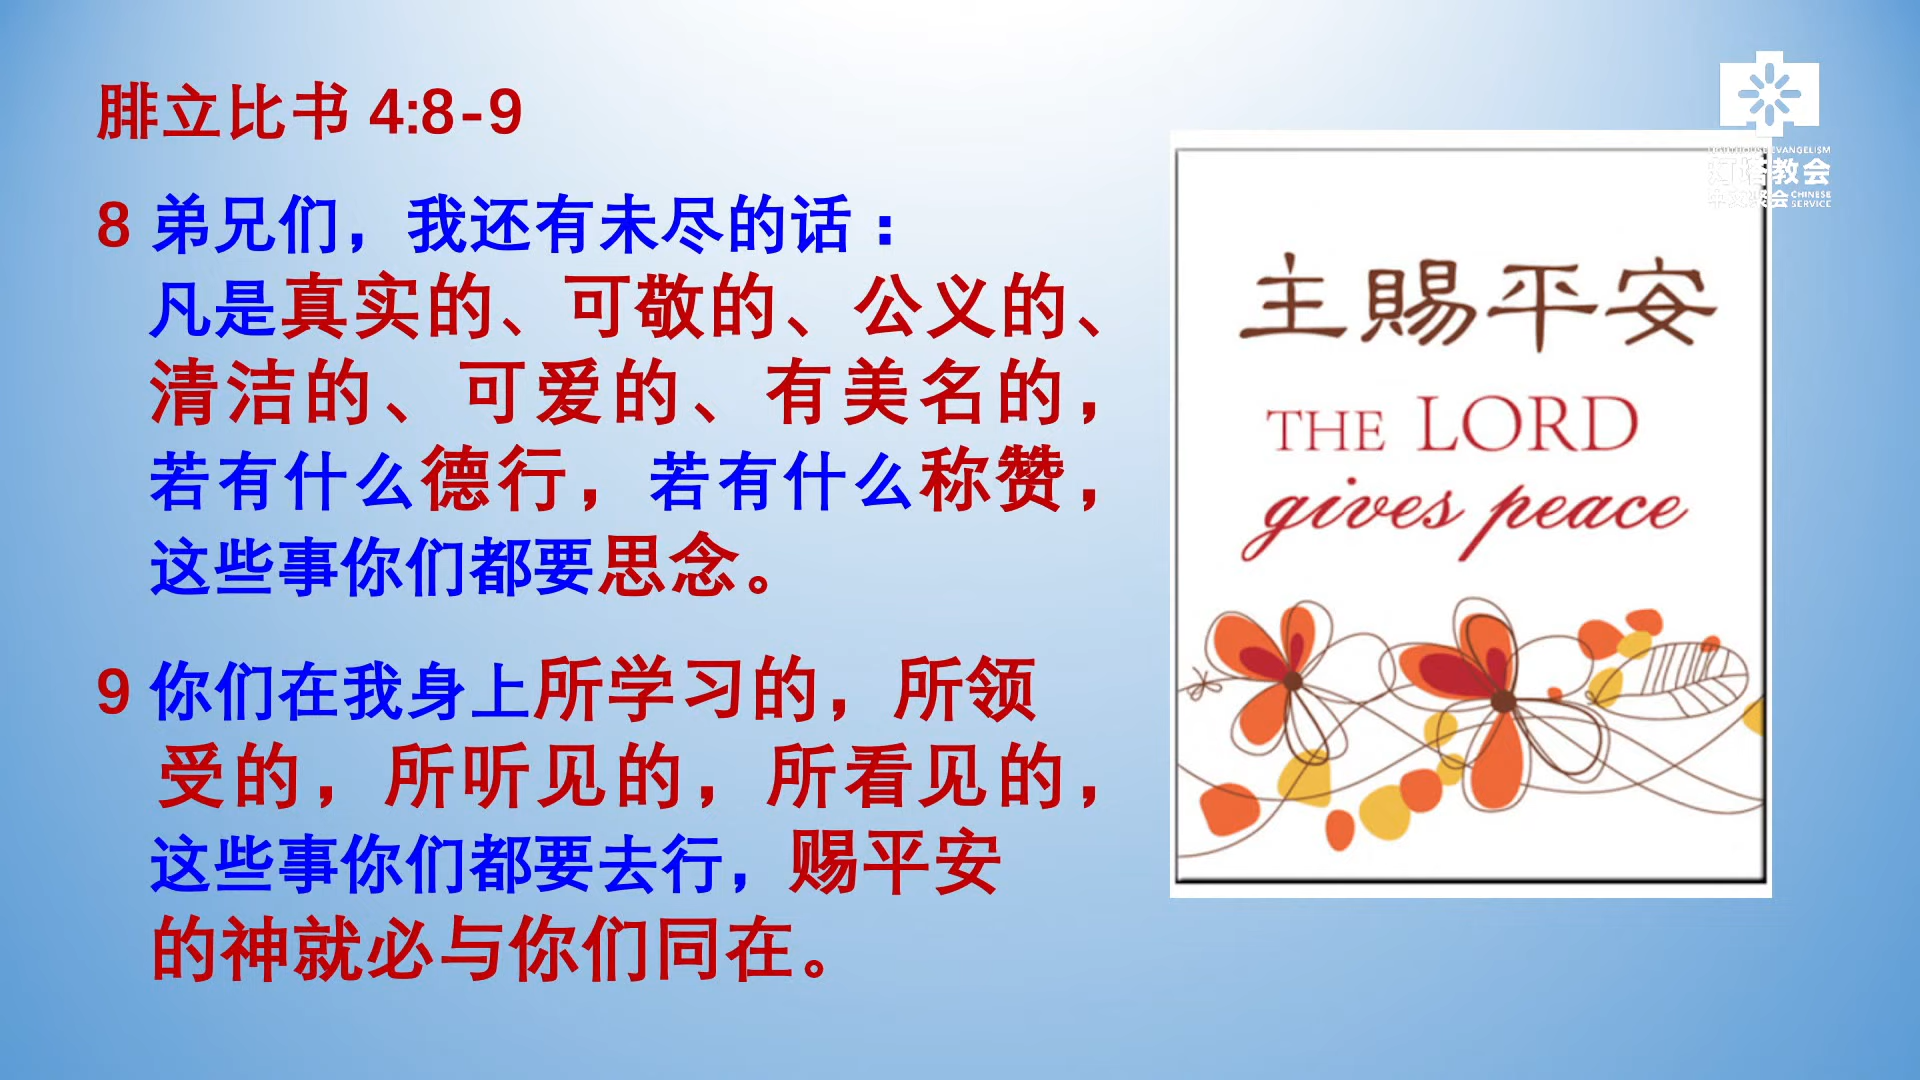 腓立比书 4:8-9
8 弟兄们，我还有未尽的话：
凡是真实的、可敬的、公义的、
清洁的、可爱的、有美名的，
若有什么德行，若有什么称赞，
这些事你们都要思念。
9 你们在我身上所学习的，所领
受的，所听见的，所看见的，
这些事你们都要去行，赐平安
的神就必与你们同在。
主賜平安
THE LORD
gives peace
LIGHTHOUSE EVANGELISM
灯塔教会
中文聚会 CHINESE SERVICE